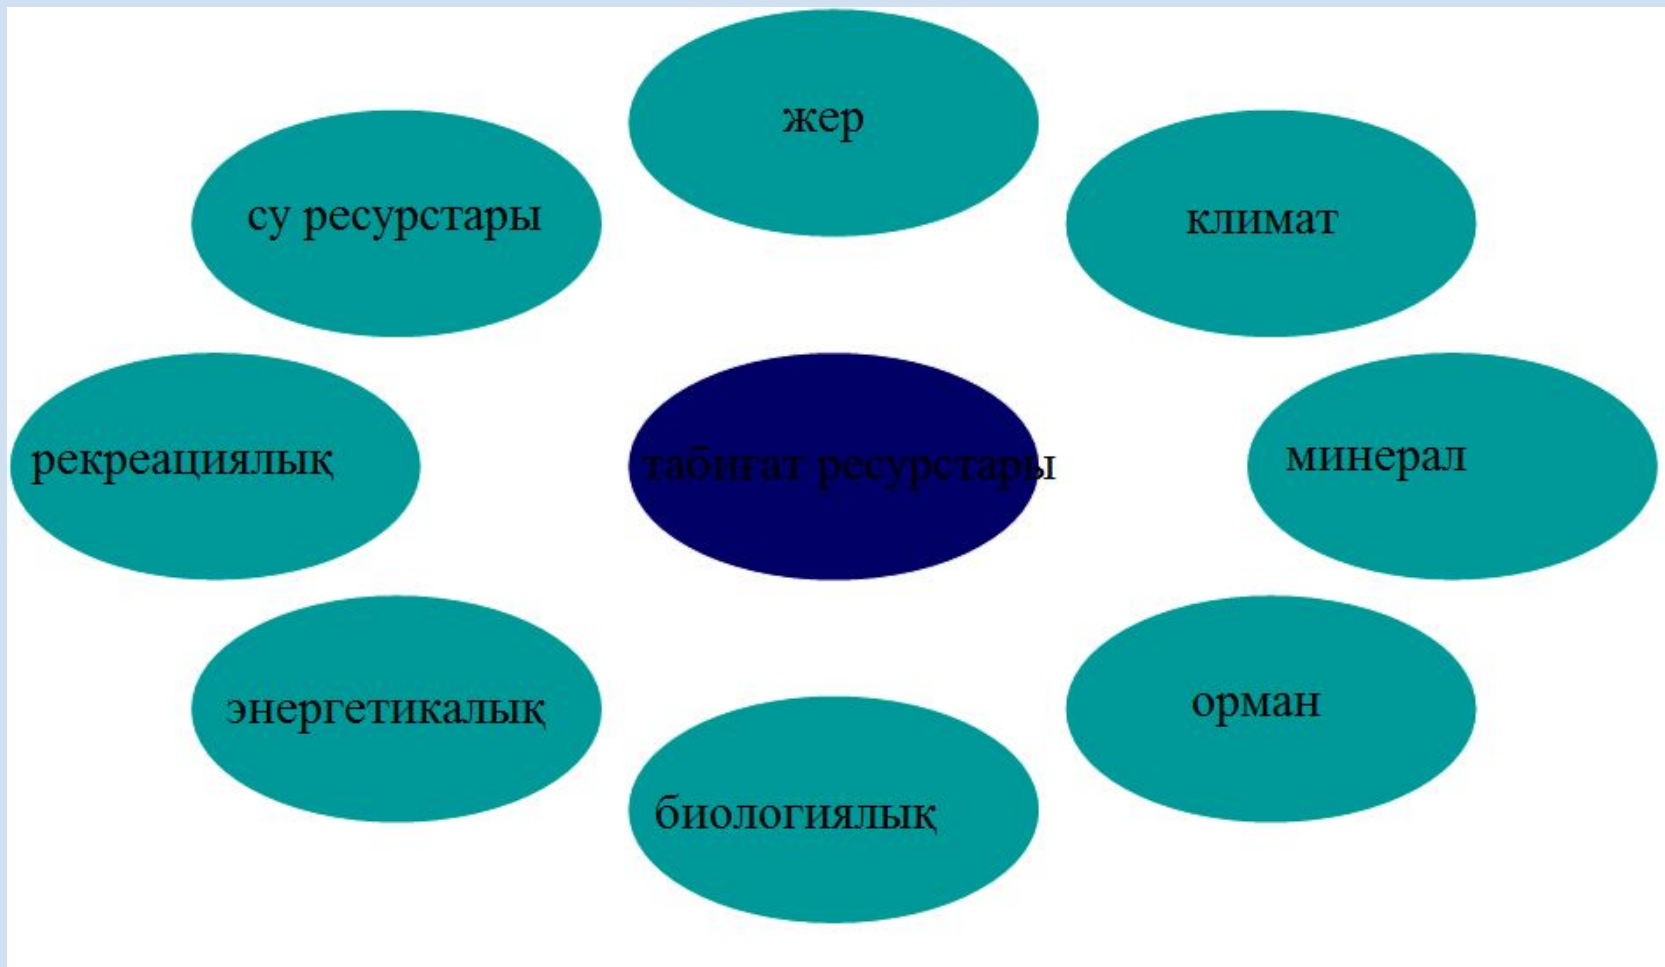 жер
су ресурстары
климат
рекреациялық
табиғат ресурстары
минерал
энергетикалық
орман
биологиялық